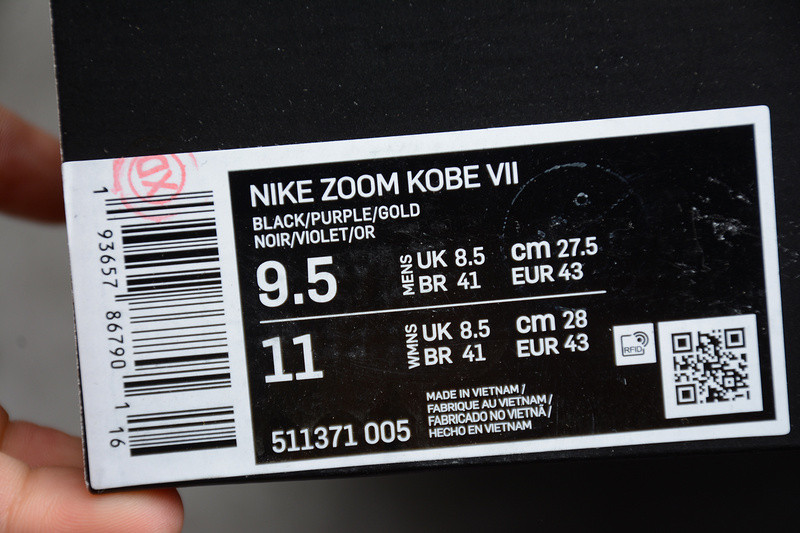 DX
1 93657 86790 1 16
NIKE ZOOM KOBE VII
BLACK/PURPLE/GOLD
NOIR/VIOLET/OR
9.5
MENS
UK 8.5
BR 41
cm 27.5
EUR 43
11
WMNS
UK 8.5
BR 41
cm 28
EUR 43
RFID
511371 005
MADE IN VIETNAM /
FABRIQUE AU VIETNAM /
FABRICADO NO VIETNÃ /
HECHO EN VIETNAM